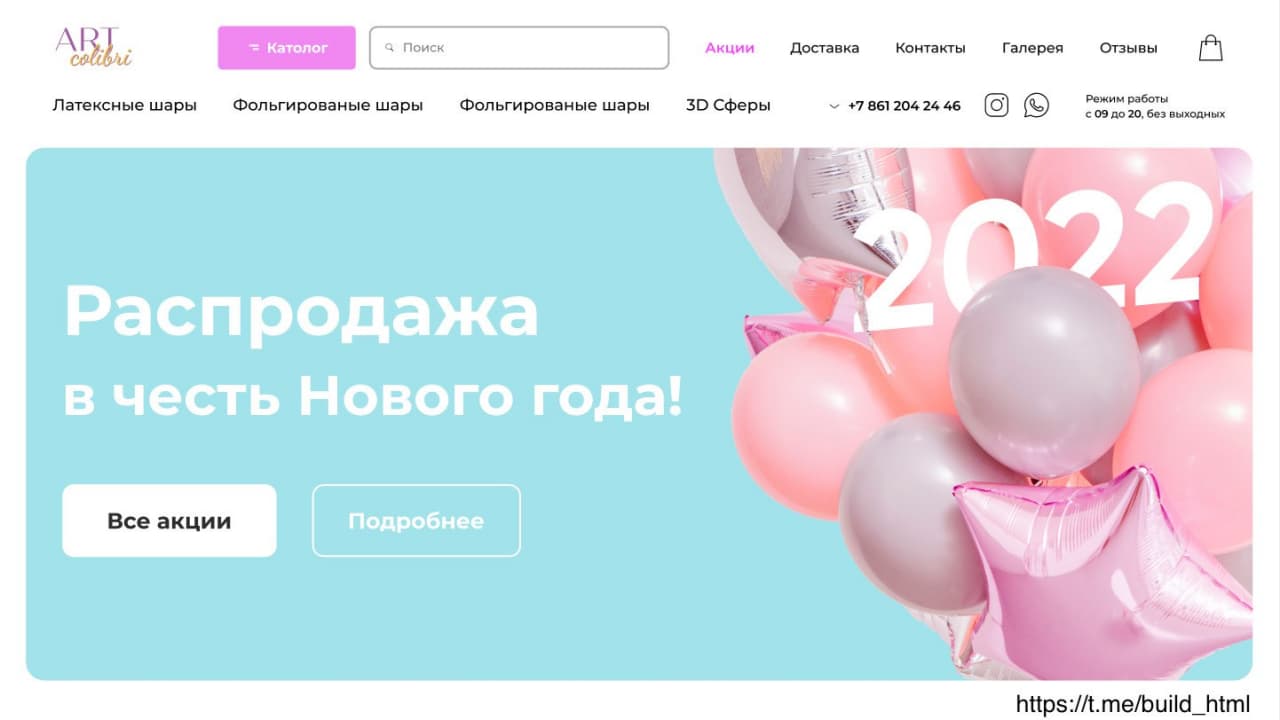 ART
colibri
Католог
Поиск
Акции
Доставка
Контакты
Галерея
Отзывы
Латексные шары
Фольгированые шары
Фольгированые шары
3D Сферы
+7 861 204 24 46
Режим работы
с 09 до 20, без выходных
2022
Распродажа
в честь Нового года!
Все акции
Подробнее
https://t.me/build_html